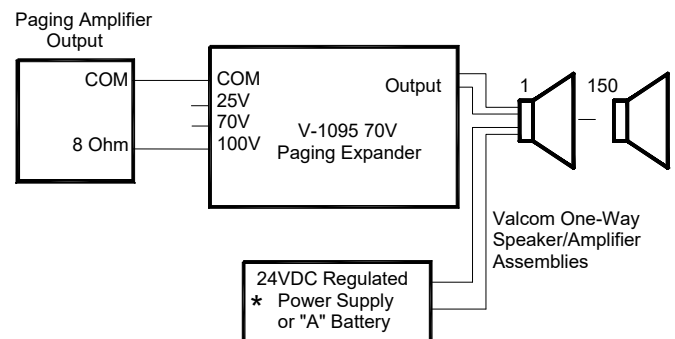 Paging Amplifier
Output
COM
8 Ohm
COM
25V
70V
100V
Output
V-1095 70V
Paging Expander
1
150
Valcom One-Way
Speaker/Amplifier
Assemblies
24VDC Regulated
* Power Supply
or "A" Battery